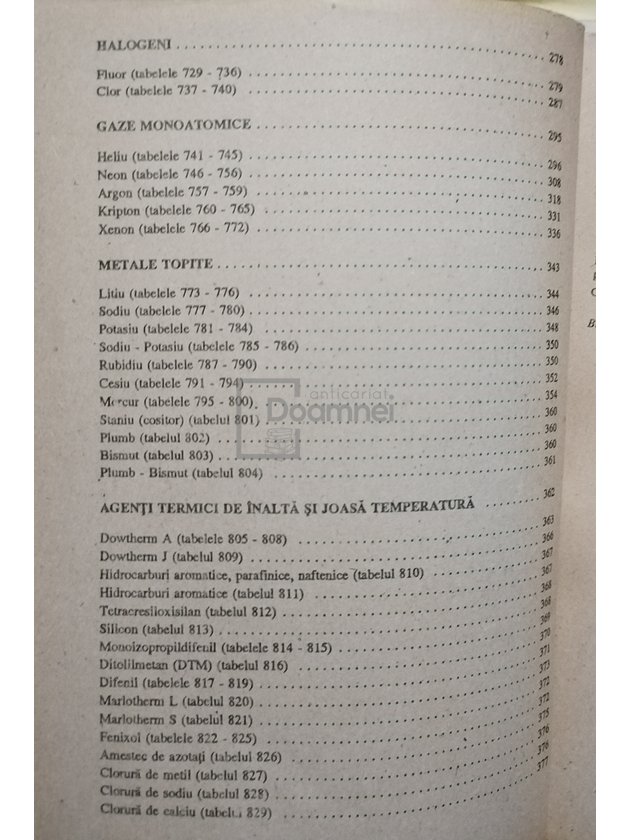 HALOGENI 278
Fluor (tabelele 729 - 736) 279
Clor (tabelele 737 - 740) 287
GAZE MONOATOMICE 295
Heliu (tabelele 741 - 745) 296
Neon (tabelele 746 - 756) 308
Argon (tabelele 757 - 759) 318
Kripton (tabelele 760 - 765) 331
Xenon (tabelele 766 - 772) 336
METALE TOPITE 343
Litiu (tabelele 773 - 776) 344
Sodiu (tabelele 777 - 780) 346
Potasiu (tabelele 781 - 784) 348
Sodiu - Potasiu (tabelele 785 - 786) 350
Rubidiu (tabelele 787 - 790) 350
Cesiu (tabelele 791 - 794) 352
Mercur (tabelele 795 - 800) 354
Staniu (cositor) (tabelul 801) 360
Plumb (tabelul 802) 360
Bismut (tabelul 803) 360
Plumb - Bismut (tabelul 804) 361
anticariat
Doamnei
AGENŢI TERMICI DE ÎNALTĂ ŞI JOASĂ TEMPERATURĂ 362
Dowtherm A (tabelele 805 - 808) 363
Dowtherm J (tabelul 809) 366
Hidrocarburi aromatice, parafinice, naftenice (tabelul 810) 367
Hidrocarburi aromatice (tabelul 811) 367
Tetracresiloxisilan (tabelul 812) 368
Silicon (tabelul 813) 368
Monoizopropildifenil (tabelele 814 - 815) 369
Ditolilmetan (DTM) (tabelul 816) 370
Difenil (tabelele 817 - 819) 371
Marlotherm L (tabelul 820) 373
Marlotherm S (tabelul 821) 372
Fenixol (tabelele 822 - 825) 372
Amestec de azotaţi (tabelul 826) 375
Clorură de metil (tabelul 827) 376
Clorură de sodiu (tabelul 828) 376
Clorură de calciu (tabelul 829) 377